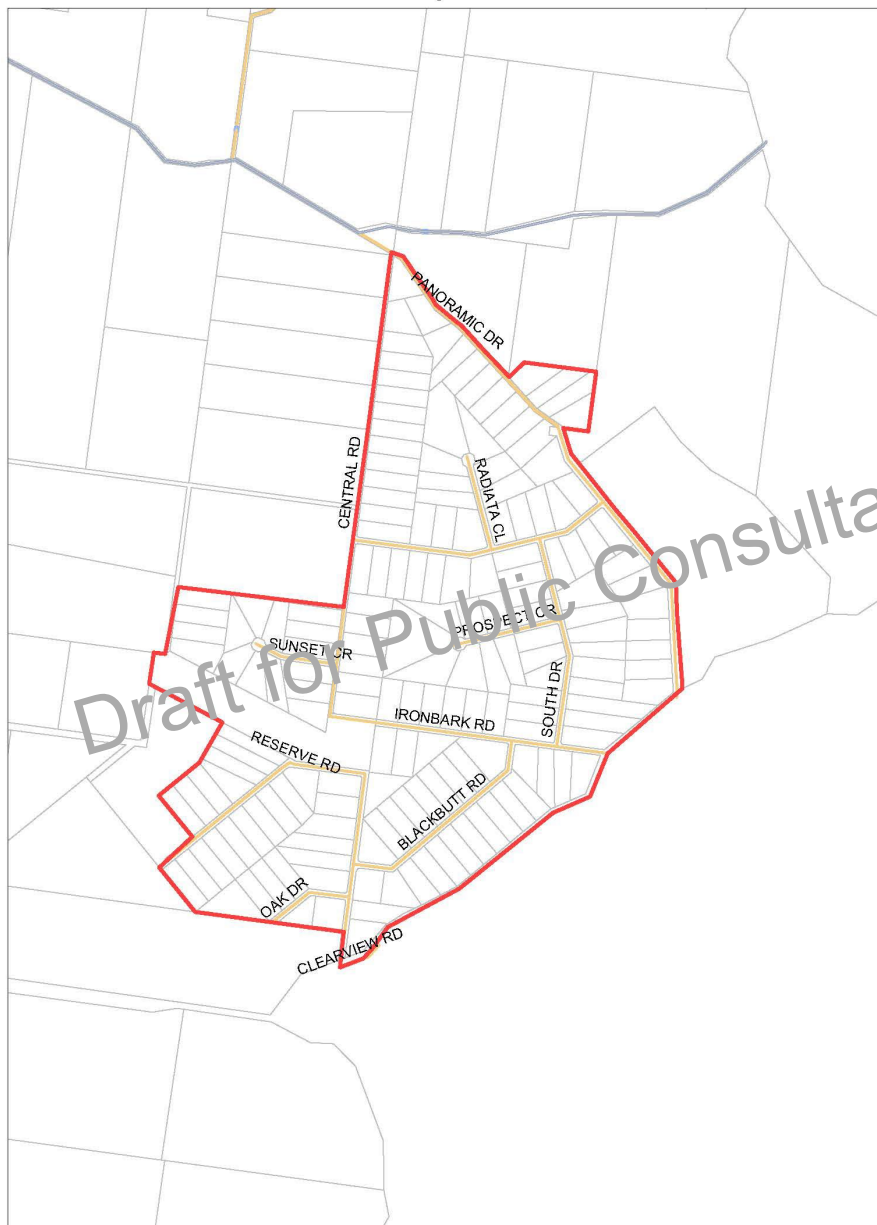 PANORAMIC DR
CENTRAL RD
RADIATA CL
PROSPECT CR
SUNSET CR
SOUTH DR
IRONBARK RD
RESERVE RD
BLACKBUTT RD
OAK DR
CLEARVIEW RD
Draft for Public Consulta